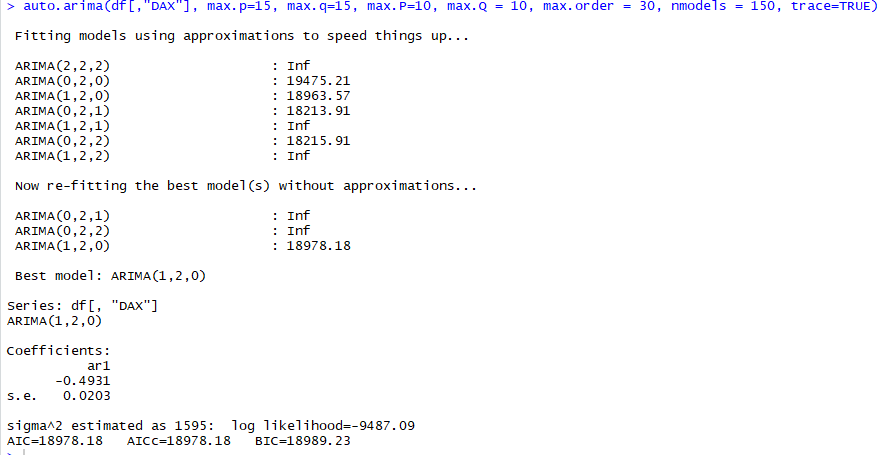 > auto.arima(df[,"DAX"], max.p=15, max.q=15, max.P=10, max.Q = 10, max.order = 30, nmodels = 150, trace=TRUE)
Fitting models using approximations to speed things up...
ARIMA(2,2,2) : Inf
ARIMA(0,2,0) : 19475.21
ARIMA(1,2,0) : 18963.57
ARIMA(0,2,1) : 18213.91
ARIMA(1,2,1) : Inf
ARIMA(0,2,2) : 18215.91
ARIMA(1,2,2) : Inf
Now re-fitting the best model(s) without approximations...
ARIMA(0,2,1) : Inf
ARIMA(0,2,2) : Inf
ARIMA(1,2,0) : 18978.18
Best model: ARIMA(1,2,0)
Series: df[, "DAX"]
ARIMA(1,2,0)
Coefficients:
ar1
-0.4931
s.e. 0.0203
sigma^2 estimated as 1595: log likelihood=-9487.09
AIC=18978.18 AICc=18978.18 BIC=18989.23
>